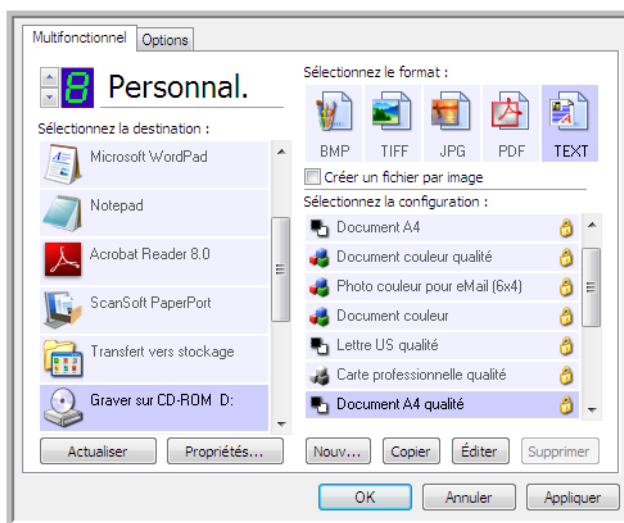 Multifonctionnel Options
8 Personnal.
Sélectionnez la destination :
Microsoft WordPad
Notepad
Acrobat Reader 8.0
ScanSoft PaperPort
Transfert vers stockage
Graver sur CD-ROM D:
Actualiser Propriétés...
Sélectionnez le format :
BMP TIFF JPG PDF TEXT
Créer un fichier par image
Sélectionnez la configuration :
Document A4
Document couleur qualité
Photo couleur pour eMail (6x4)
Document couleur
Lettre US qualité
Carte professionnelle qualité
Document A4 qualité
Nouv... Copier Éditer Supprimer
OK Annuler Appliquer